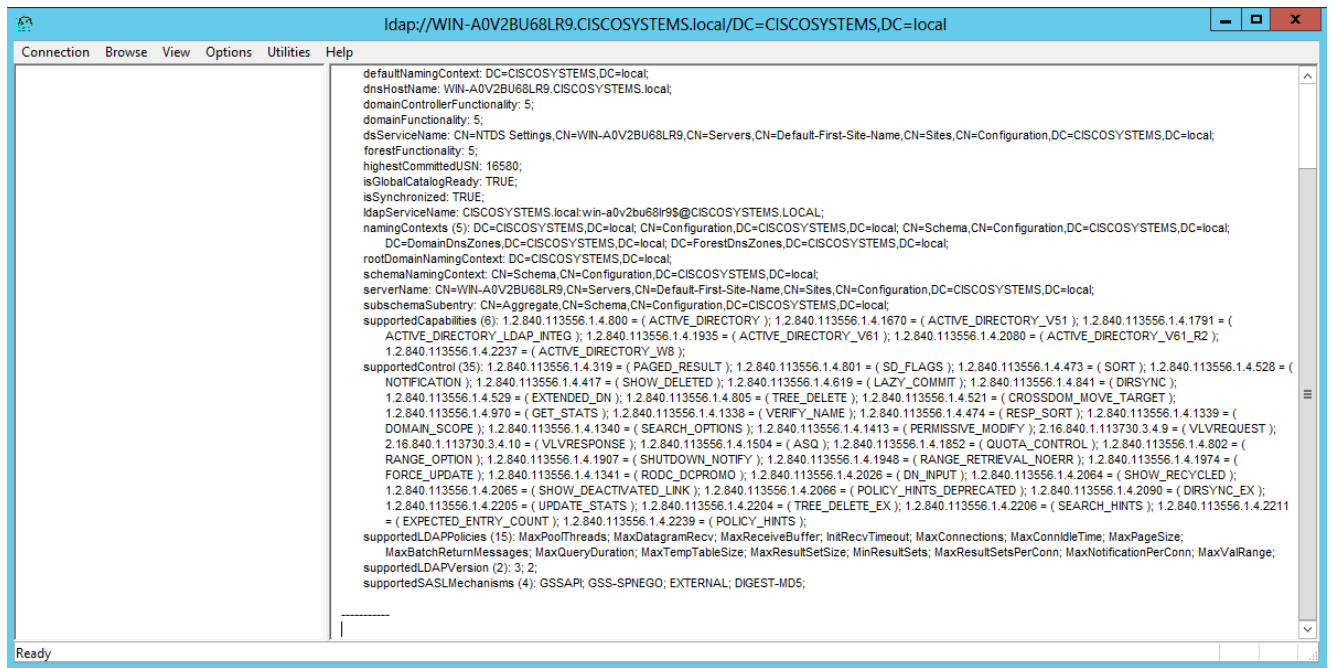 ldap://WIN-A0V2BU68LR9.CISCOSYSTEMS.local/DC=CISCOSYSTEMS,DC=local
Connection Browse View Options Utilities Help
defaultNamingContext: DC=CISCOSYSTEMS,DC=local;
dnsHostName: WIN-A0V2BU68LR9.CISCOSYSTEMS.local;
domainControllerFunctionality: 5;
domainFunctionality: 5;
dsServiceName: CN=NTDS Settings,CN=WIN-A0V2BU68LR9,CN=Servers,CN=Default-First-Site-Name,CN=Sites,CN=Configuration,DC=CISCOSYSTEMS,DC=local;
forestFunctionality: 5;
highestCommittedUSN: 16580;
isGlobalCatalogReady: TRUE;
isSynchronized: TRUE;
ldapServiceName: CISCOSYSTEMS.local:win-a0v2bu68lr9$@CISCOSYSTEMS.LOCAL;
namingContexts (5): DC=CISCOSYSTEMS,DC=local; CN=Configuration,DC=CISCOSYSTEMS,DC=local; CN=Schema,CN=Configuration,DC=CISCOSYSTEMS,DC=local;
DC=DomainDnsZones,DC=CISCOSYSTEMS,DC=local; DC=ForestDnsZones,DC=CISCOSYSTEMS,DC=local;
rootDomainNamingContext: DC=CISCOSYSTEMS,DC=local;
schemaNamingContext: CN=Schema,CN=Configuration,DC=CISCOSYSTEMS,DC=local;
serverName: CN=WIN-A0V2BU68LR9,CN=Servers,CN=Default-First-Site-Name,CN=Sites,CN=Configuration,DC=CISCOSYSTEMS,DC=local;
subschemaSubentry: CN=Aggregate,CN=Schema,CN=Configuration,DC=CISCOSYSTEMS,DC=local;
supportedCapabilities (6): 1.2.840.113556.1.4.800 = ( ACTIVE_DIRECTORY ); 1.2.840.113556.1.4.1670 = ( ACTIVE_DIRECTORY_V51 ); 1.2.840.113556.1.4.1791 = (
ACTIVE_DIRECTORY_LDAP_INTEG ); 1.2.840.113556.1.4.1935 = ( ACTIVE_DIRECTORY_V61 ); 1.2.840.113556.1.4.2080 = ( ACTIVE_DIRECTORY_V61_R2 );
1.2.840.113556.1.4.2237 = ( ACTIVE_DIRECTORY_W8 );
supportedControl (35): 1.2.840.113556.1.4.319 = ( PAGED_RESULT ); 1.2.840.113556.1.4.801 = ( SD_FLAGS ); 1.2.840.113556.1.4.473 = ( SORT ); 1.2.840.113556.1.4.528 = (
NOTIFICATION ); 1.2.840.113556.1.4.417 = ( SHOW_DELETED ); 1.2.840.113556.1.4.619 = ( LAZY_COMMIT ); 1.2.840.113556.1.4.841 = ( DIRSYNC );
1.2.840.113556.1.4.529 = ( EXTENDED_DN ); 1.2.840.113556.1.4.805 = ( TREE_DELETE ); 1.2.840.113556.1.4.521 = ( CROSSDOM_MOVE_TARGET );
1.2.840.113556.1.4.970 = ( GET_STATS ); 1.2.840.113556.1.4.1338 = ( VERIFY_NAME ); 1.2.840.113556.1.4.474 = ( RESP_SORT ); 1.2.840.113556.1.4.1339 = (
DOMAIN_SCOPE ); 1.2.840.113556.1.4.1340 = ( SEARCH_OPTIONS ); 1.2.840.113556.1.4.1413 = ( PERMISSIVE_MODIFY ); 2.16.840.1.113730.3.4.9 = ( VLVREQUEST );
2.16.840.1.113730.3.4.10 = ( VLVRESPONSE ); 1.2.840.113556.1.4.1504 = ( ASQ ); 1.2.840.113556.1.4.1852 = ( QUOTA_CONTROL ); 1.2.840.113556.1.4.802 = (
RANGE_OPTION ); 1.2.840.113556.1.4.1907 = ( SHUTDOWN_NOTIFY ); 1.2.840.113556.1.4.1948 = ( RANGE_RETRIEVAL_NOERR ); 1.2.840.113556.1.4.1974 = (
FORCE_UPDATE ); 1.2.840.113556.1.4.1341 = ( RODC_DCPROMO ); 1.2.840.113556.1.4.2026 = ( DN_INPUT ); 1.2.840.113556.1.4.2064 = ( SHOW_RECYCLED );
1.2.840.113556.1.4.2065 = ( SHOW_DEACTIVATED_LINK ); 1.2.840.113556.1.4.2066 = ( POLICY_HINTS_DEPRECATED ); 1.2.840.113556.1.4.2090 = ( DIRSYNC_EX );
1.2.840.113556.1.4.2205 = ( UPDATE_STATS ); 1.2.840.113556.1.4.2204 = ( TREE_DELETE_EX ); 1.2.840.113556.1.4.2206 = ( SEARCH_HINTS ); 1.2.840.113556.1.4.2211
= ( EXPECTED_ENTRY_COUNT ); 1.2.840.113556.1.4.2239 = ( POLICY_HINTS );
supportedLDAPPolicies (15): MaxPoolThreads; MaxDatagramRecv; MaxReceiveBuffer; InitRecvTimeout; MaxConnections; MaxConnIdleTime; MaxPageSize;
MaxBatchReturnMessages; MaxQueryDuration; MaxTempTableSize; MaxResultSetSize; MinResultSets; MaxResultSetsPerConn; MaxNotificationPerConn; MaxValRange;
supportedLDAPVersion (2): 3; 2;
supportedSASLMechanisms (4): GSSAPI; GSS-SPNEGO; EXTERNAL; DIGEST-MD5;
-----------
Ready